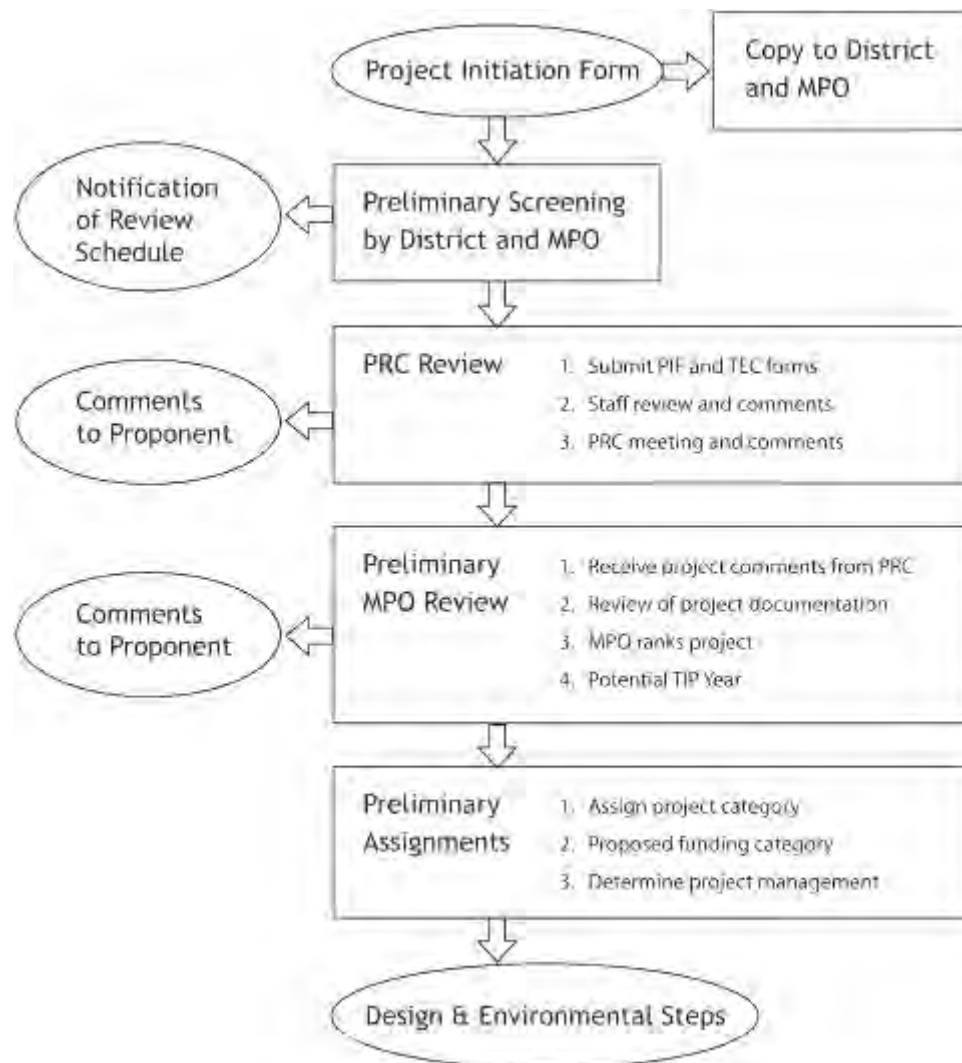 Project Initiation Form
Copy to District
and MPO
Notification
of Review
Schedule
Preliminary Screening
by District and MPO
PRC Review
1. Submit PIF and TEC forms
2. Staff review and comments
3. PRC meeting and comments
Comments
to Proponent
Preliminary
MPO Review
1. Receive project comments from PRC
2. Review of project documentation
3. MPO ranks project
4. Potential TIP Year
Comments
to Proponent
Preliminary
Assignments
1. Assign project category
2. Proposed funding category
3. Determine project management
Design & Environmental Steps